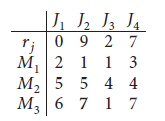 J₁ J₂ J₃ J₄
rⱼ 0 9 2 7
M₁ 2 1 1 3
M₂ 5 5 4 4
M₃ 6 7 1 7